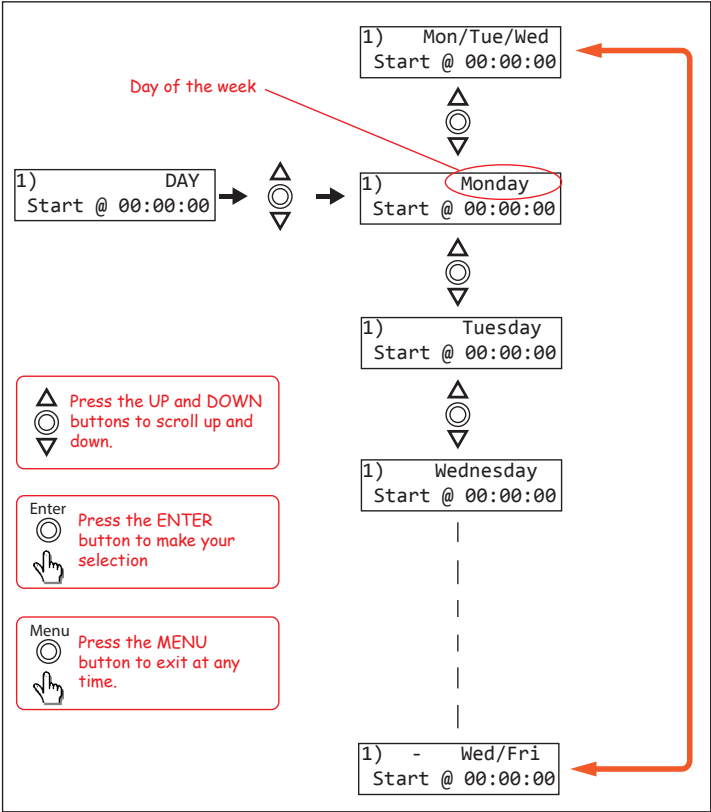 1) Mon/Tue/Wed
Start @ 00:00:00
Day of the week
1) DAY
Start @ 00:00:00
1) Monday
Start @ 00:00:00
1) Tuesday
Start @ 00:00:00
Press the UP and DOWN
buttons to scroll up and
down.
1) Wednesday
Start @ 00:00:00
Enter
Press the ENTER
button to make your
selection
Menu
Press the MENU
button to exit at any
time.
1) - Wed/Fri
Start @ 00:00:00